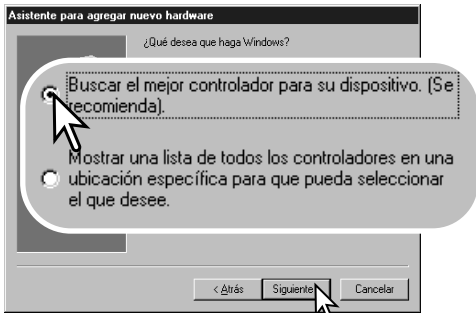 Asistente para agregar nuevo hardware
¿Qué desea que haga Windows?
Buscar el mejor controlador para su dispositivo. (Se
recomienda).
Mostrar una lista de todos los controladores en una
ubicación específica para que pueda seleccionar
el que desee.
< Atrás Siguiente Cancelar